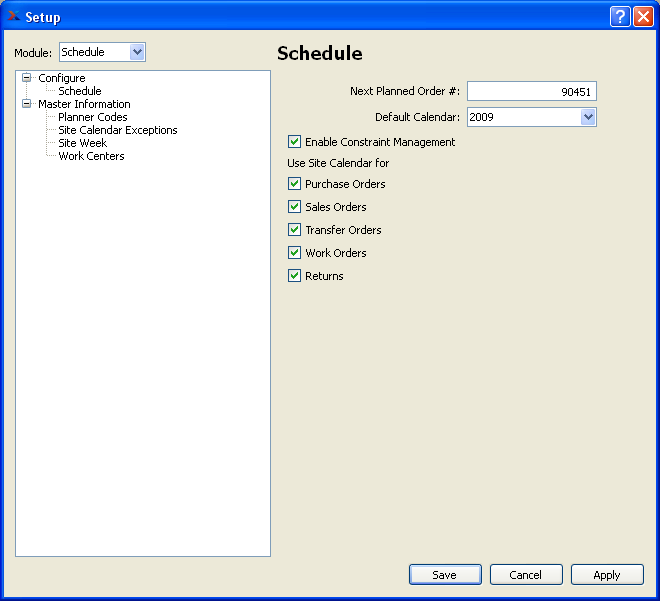 Setup
Module: Schedule
Configure
Schedule
Master Information
Planner Codes
Site Calendar Exceptions
Site Week
Work Centers
Schedule
Next Planned Order #: 90451
Default Calendar: 2009
Enable Constraint Management
Use Site Calendar for
Purchase Orders
Sales Orders
Transfer Orders
Work Orders
Returns
Save Cancel Apply